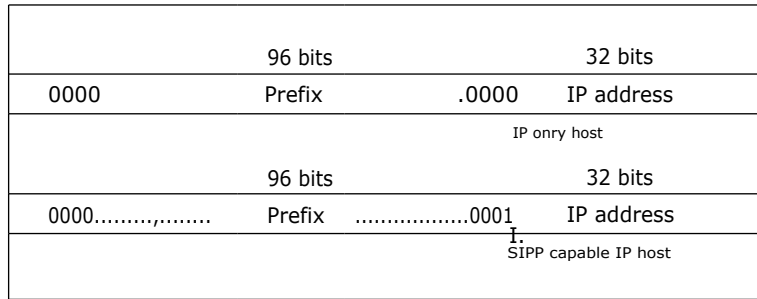 96 bits 32 bits
0000 Prefix .0000 IP address
IP onry host
96 bits 32 bits
0000.........,........ Prefix ..................0001 IP address
I.
SIPP capable IP host